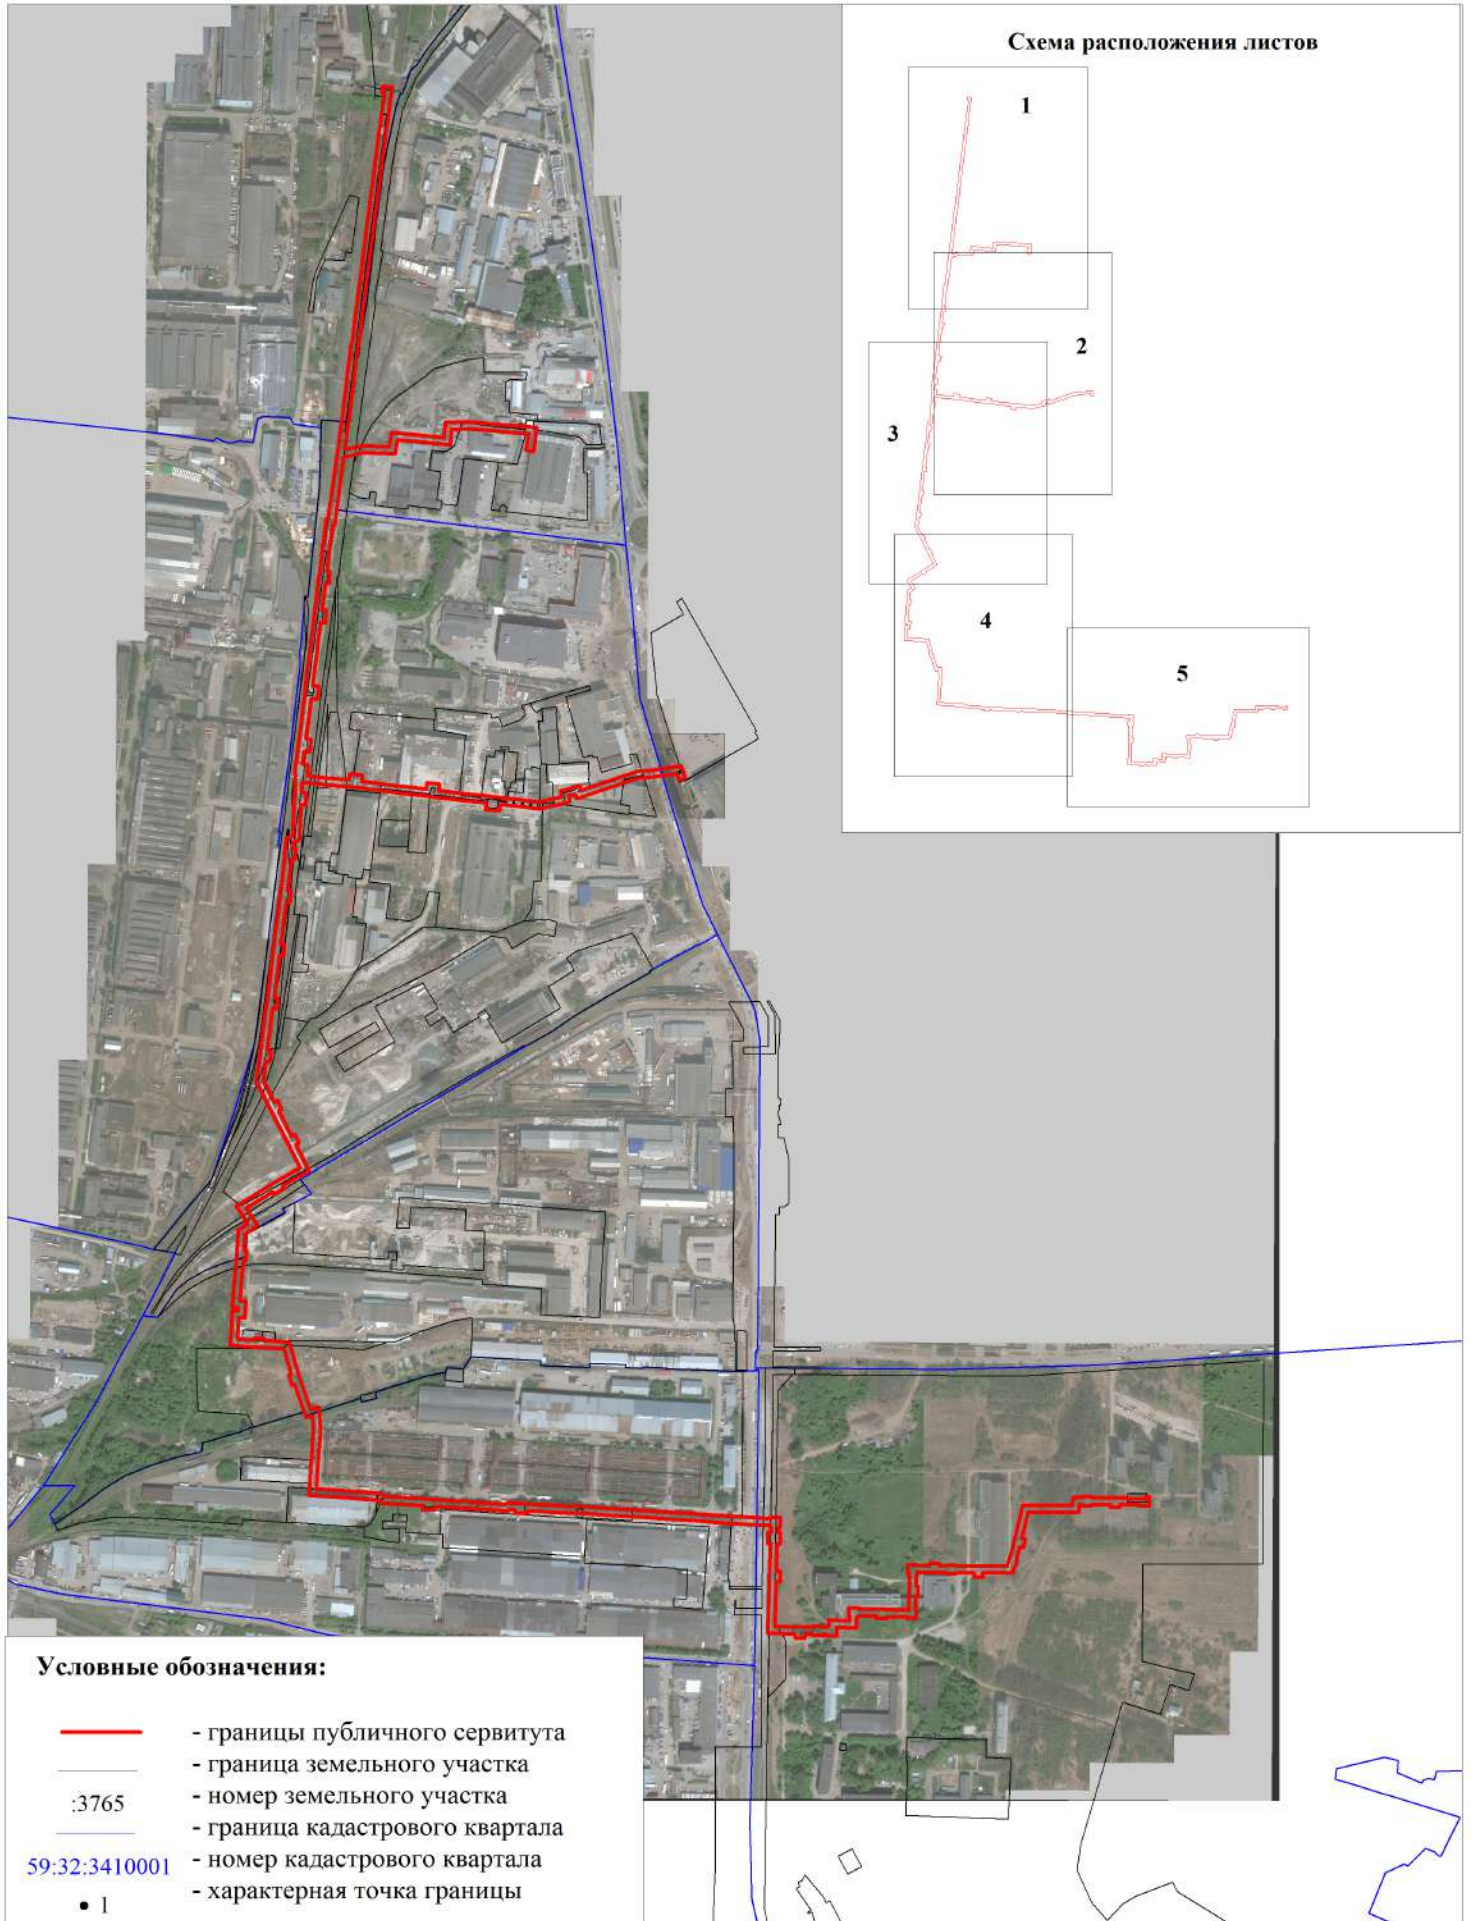 Схема расположения листов
1
2
3
4
5
Условные обозначения:
- границы публичного сервитута
- граница земельного участка
:3765 - номер земельного участка
- граница кадастрового квартала
59:32:3410001 - номер кадастрового квартала
• 1 - характерная точка границы